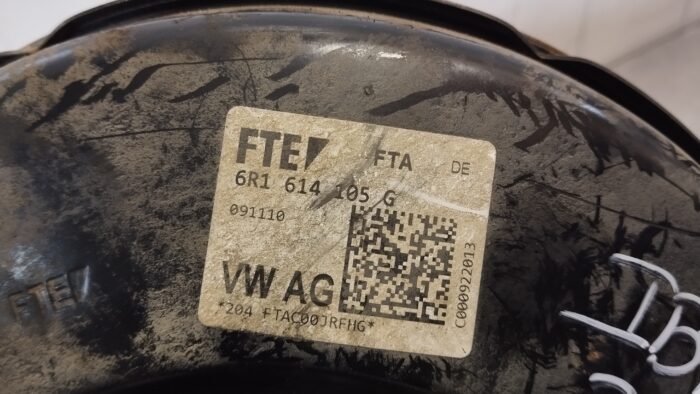 FTE FTA DE
6R1 614 105 G
091110
VW AG
*204 FTAC00JRFHG*
C000922013
FTE